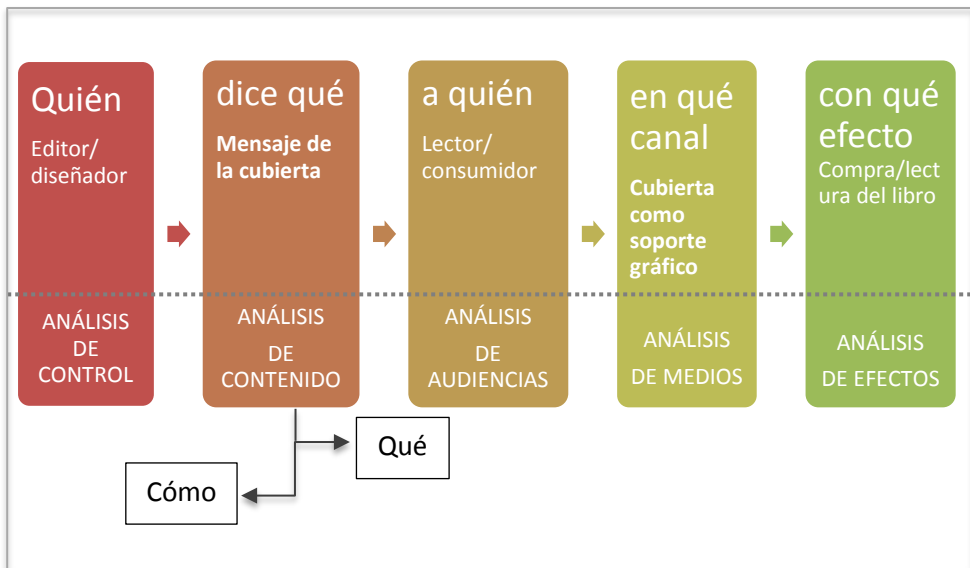 Quién
Editor/
diseñador
ANÁLISIS
DE
CONTROL
dice qué
Mensaje de
la cubierta
ANÁLISIS
DE
CONTENIDO
a quién
Lector/
consumidor
ANÁLISIS
DE
AUDIENCIAS
en qué
canal
Cubierta
como
soporte
gráfico
ANÁLISIS
DE MEDIOS
con qué
efecto
Compra/lect
ura del libro
ANÁLISIS
DE EFECTOS
Qué
Cómo